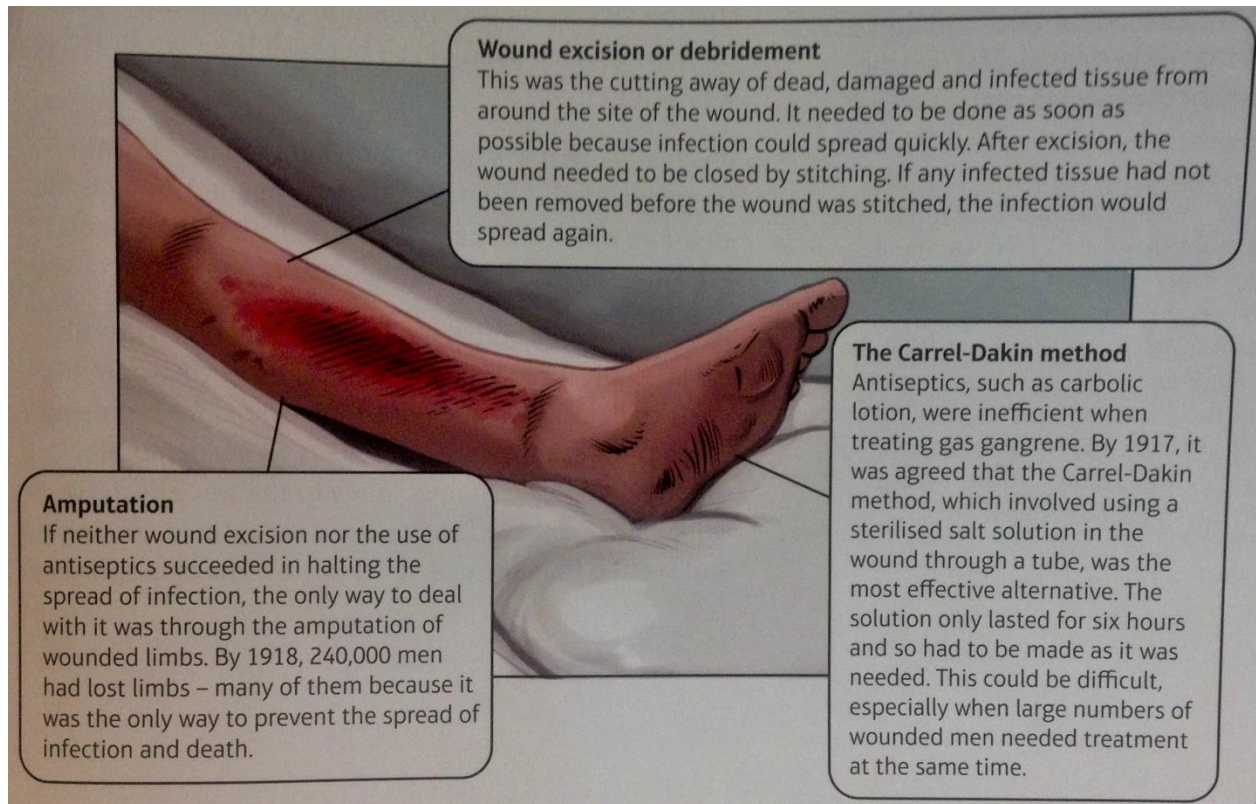 Wound excision or debridement
This was the cutting away of dead, damaged and infected tissue from
around the site of the wound. It needed to be done as soon as
possible because infection could spread quickly. After excision, the
wound needed to be closed by stitching. If any infected tissue had not
been removed before the wound was stitched, the infection would
spread again.
The Carrel-Dakin method
Antiseptics, such as carbolic
lotion, were inefficient when
treating gas gangrene. By 1917, it
was agreed that the Carrel-Dakin
method, which involved using a
sterilised salt solution in the
wound through a tube, was the
most effective alternative. The
solution only lasted for six hours
and so had to be made as it was
needed. This could be difficult,
especially when large numbers of
wounded men needed treatment
at the same time.
Amputation
If neither wound excision nor the use of
antiseptics succeeded in halting the
spread of infection, the only way to deal
with it was through the amputation of
wounded limbs. By 1918, 240,000 men
had lost limbs – many of them because it
was the only way to prevent the spread of
infection and death.